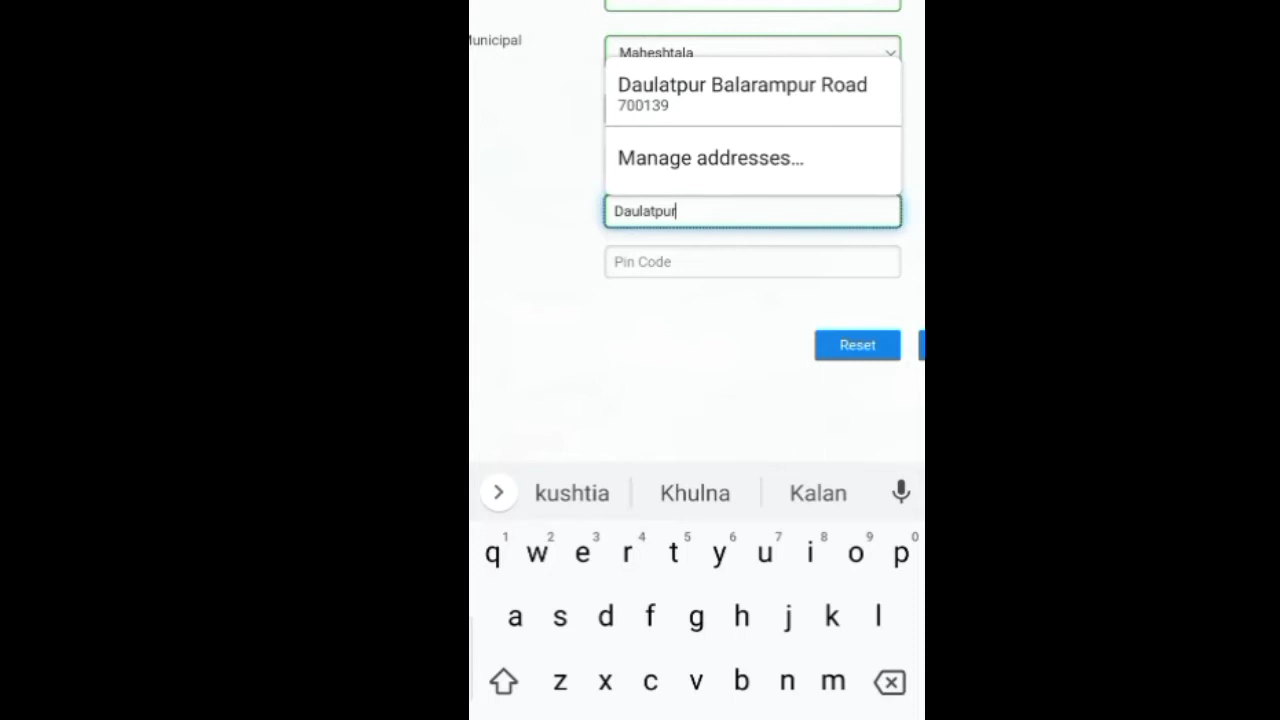 Municipal
Maheshtala
Daulatpur Balarampur Road
700139
Manage addresses...
Daulatpur
Pin Code
Reset
kushtia Khulna Kalan
1 2 3 4 5 6 7 8 9 0
q w e r t y u i o p
a s d f g h j k l
z x c v b n m